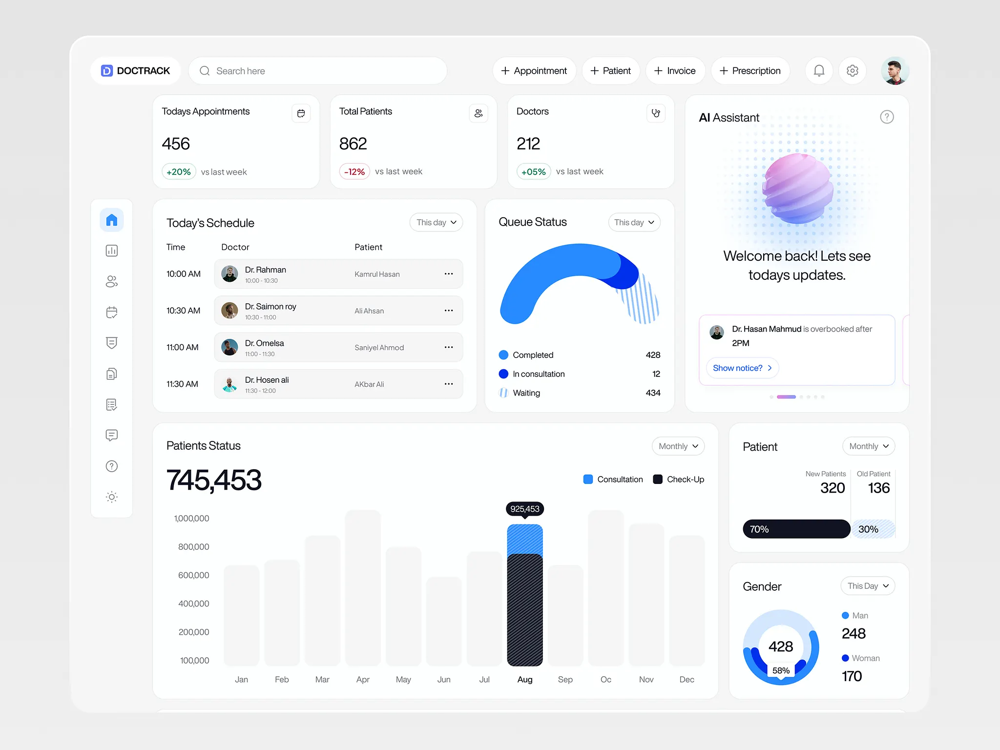 DOCTRACK
Search here
Appointment
Patient
Invoice
Prescription
Todays Appointments
456
+20% vs last week
Total Patients
862
-12% vs last week
Doctors
212
+05% vs last week
AI Assistant
Welcome back! Lets see
todays updates.
Dr. Hasan Mahmud is overbooked after
2PM
Show notice?
Today's Schedule
This day
Time Doctor Patient
10:00 AM
Dr. Rahman
10:00 - 10:30
Kamrul Hasan
10:30 AM
Dr. Saimon roy
10:30 - 11:00
Ali Ahsan
11:00 AM
Dr. Omelsa
11:00 - 11:30
Saniyel Ahmod
11:30 AM
Dr. Hosen ali
11:30 - 12:00
AKbar Ali
Queue Status
This day
Completed 428
In consultation 12
Waiting 434
Patients Status
Monthly
745,453
Consultation
Check-Up
1,000,000
800,000
600,000
400,000
200,000
100,000
925,453
Jan Feb Mar Apr May Jun Jul Aug Sep Oc Nov Dec
Patient
Monthly
New Patients
320
Old Patient
136
70%
30%
Gender
This Day
428
58%
Man
248
Woman
170